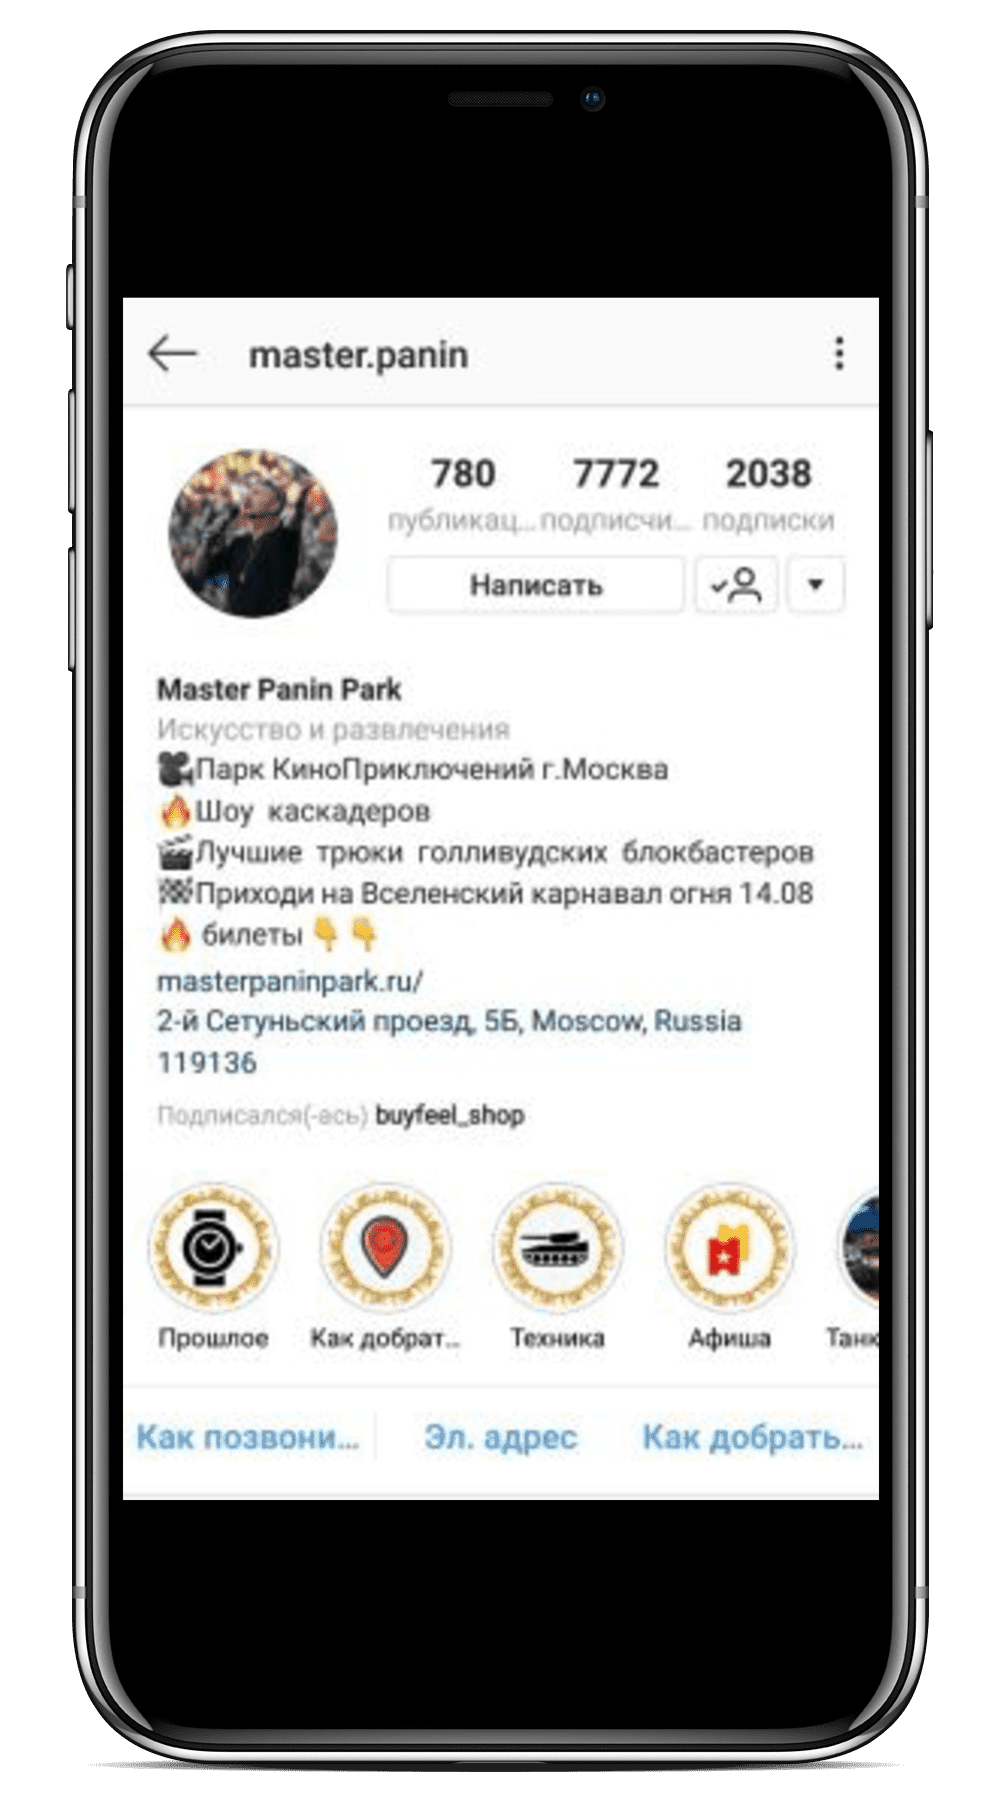 master.panin
780 7772 2038
публикац... подписчи... подписки
Написать
Master Panin Park
Искусство и развлечения
🎥Парк КиноПриключений г.Москва
🔥Шоу каскадеров
🎬Лучшие трюки голливудских блокбастеров
🏁Приходи на Вселенский карнавал огня 14.08
🔥 билеты 👇 👇
masterpaninpark.ru/
2-й Сетуньский проезд, 5Б, Moscow, Russia
119136
Подписался(-ась) buyfeel_shop
Прошлое Как добрат... Техника Афиша Танк
Как позвони... Эл. адрес Как добрать...